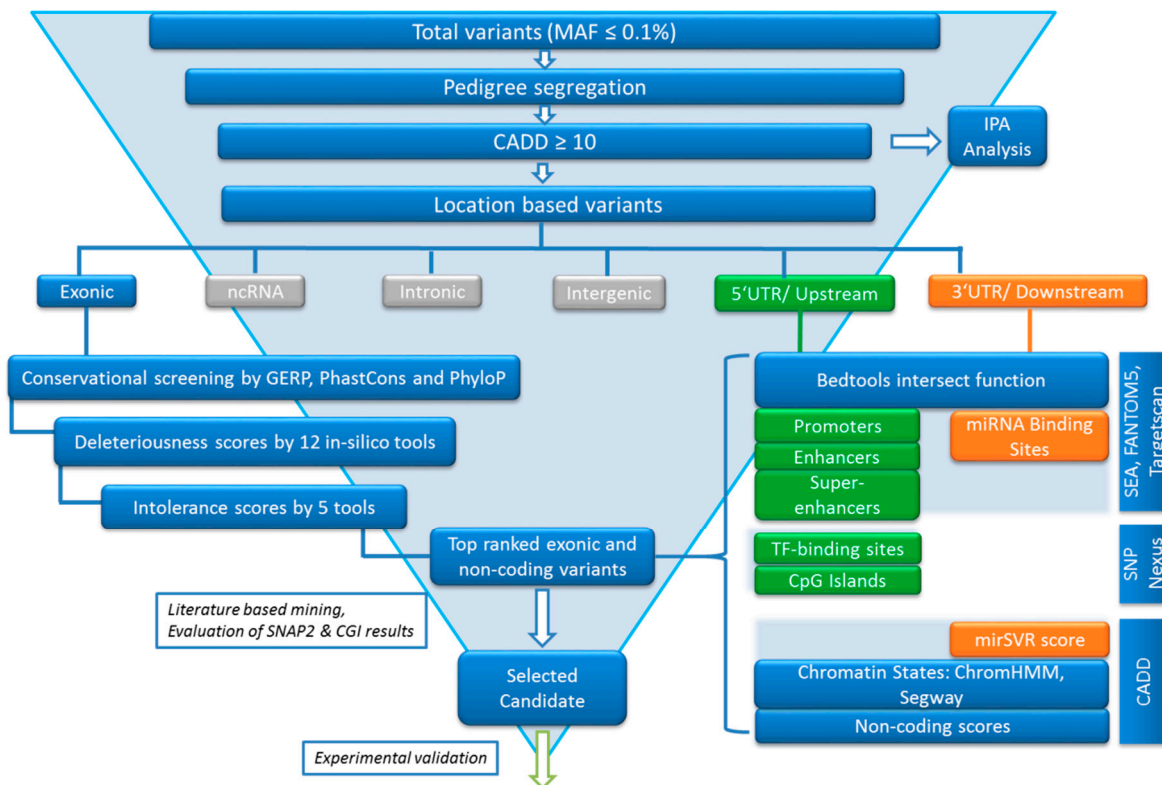 Total variants (MAF ≤ 0.1%)
Pedigree segregation
CADD ≥ 10
IPA
Analysis
Location based variants
Exonic
ncRNA
Intronic
Intergenic
5‘UTR/ Upstream
3‘UTR/ Downstream
Conservational screening by GERP, PhastCons and PhyloP
Deleteriousness scores by 12 in-silico tools
Intolerance scores by 5 tools
Top ranked exonic and
non-coding variants
Literature based mining,
Evaluation of SNAP2 & CGI results
Selected
Candidate
Experimental validation
Bedtools intersect function
Promoters
Enhancers
Super-
enhancers
miRNA Binding
Sites
SEA, FANTOM5,
Targetscan
TF-binding sites
CpG Islands
SNP
Nexus
mirSVR score
Chromatin States: ChromHMM,
Segway
Non-coding scores
CADD